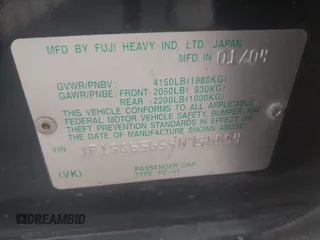 MFD BY FUJI HEAVY IND. LTD. JAPAN
MFD IN 01/04
GVWR/PNBV : 4150LB(1880KG)
GAWR/PNBE: FRONT-2050LB( 930KG)
REAR -2200LB(1000KG)
THIS VEHICLE CONFORMS TO ALL APPLICABLE
FEDERAL MOTOR VEHICLE SAFETY, BUMPER, AND
THEFT PREVENTION STANDARDS IN EFFECT ON
THE DATE OF MANUFACTURE SHOWN ABOVE.
VIN
PASSENGER CAR
(VK) TYPE PC/VT
© DREAMBID
DREAMBID.COM